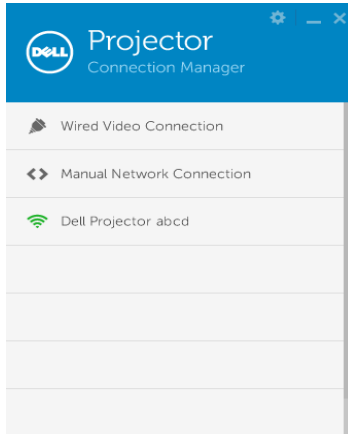 DELL
Projector
Connection Manager
Wired Video Connection
Manual Network Connection
Dell Projector abcd